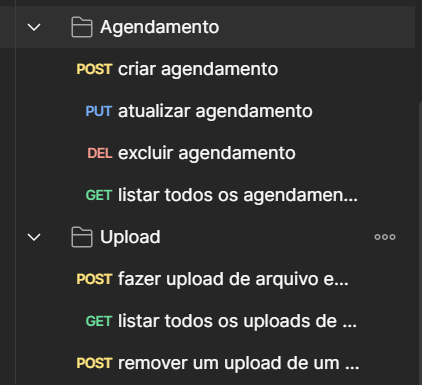 Agendamento
POST criar agendamento
PUT atualizar agendamento
DEL excluir agendamento
GET listar todos os agendamen...
Upload
POST fazer upload de arquivo e...
GET listar todos os uploads de ...
POST remover um upload de um ...